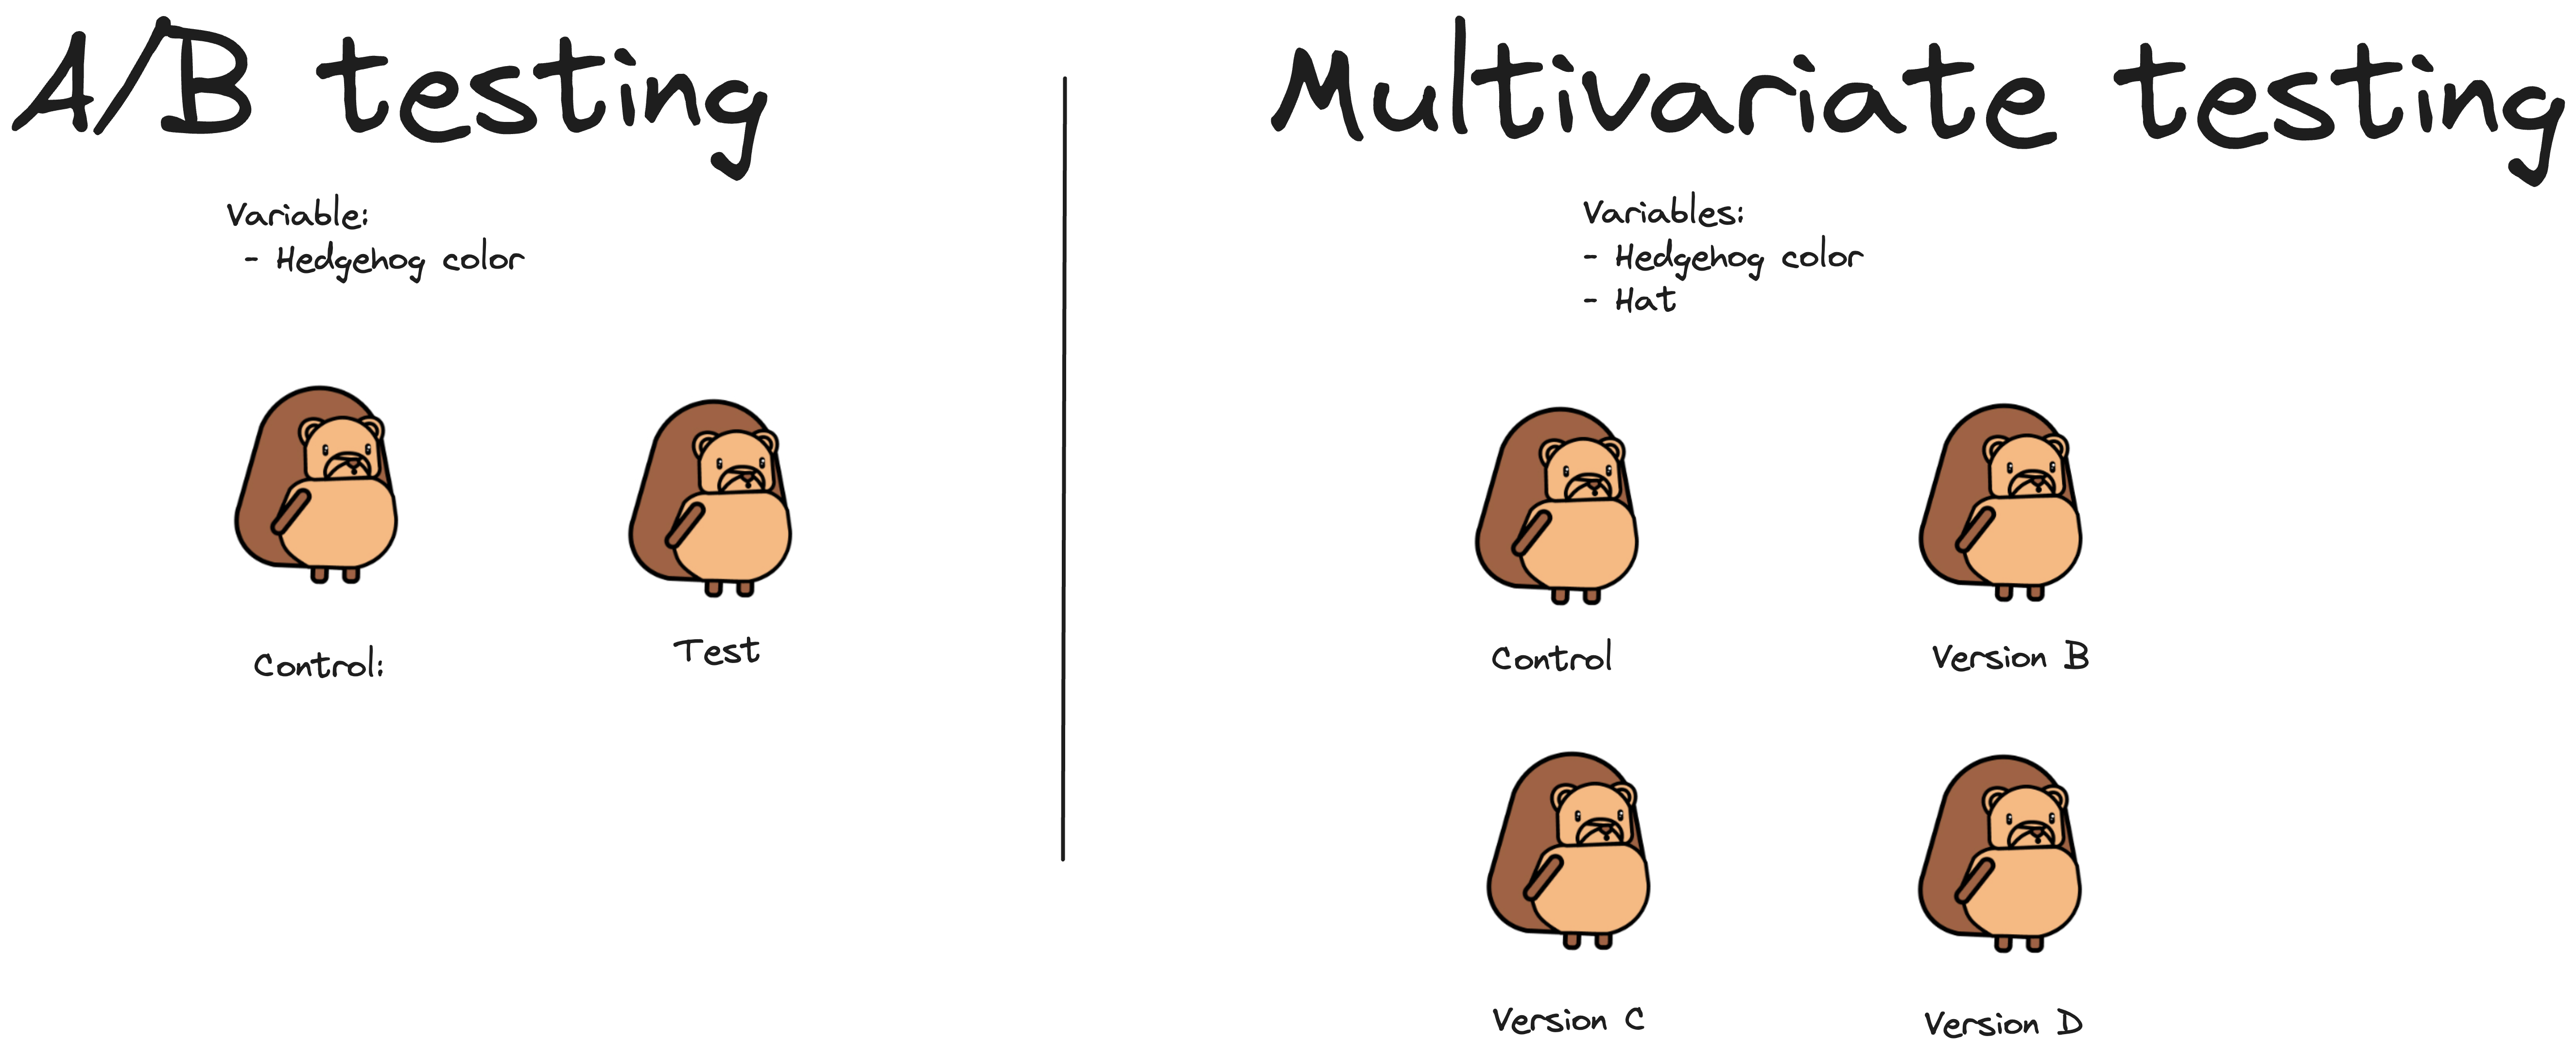 A/B testing
Variable:
- Hedgehog color
Control:
Test
Multivariate testing
Variables:
- Hedgehog color
- Hat
Control
Version B
Version C
Version D